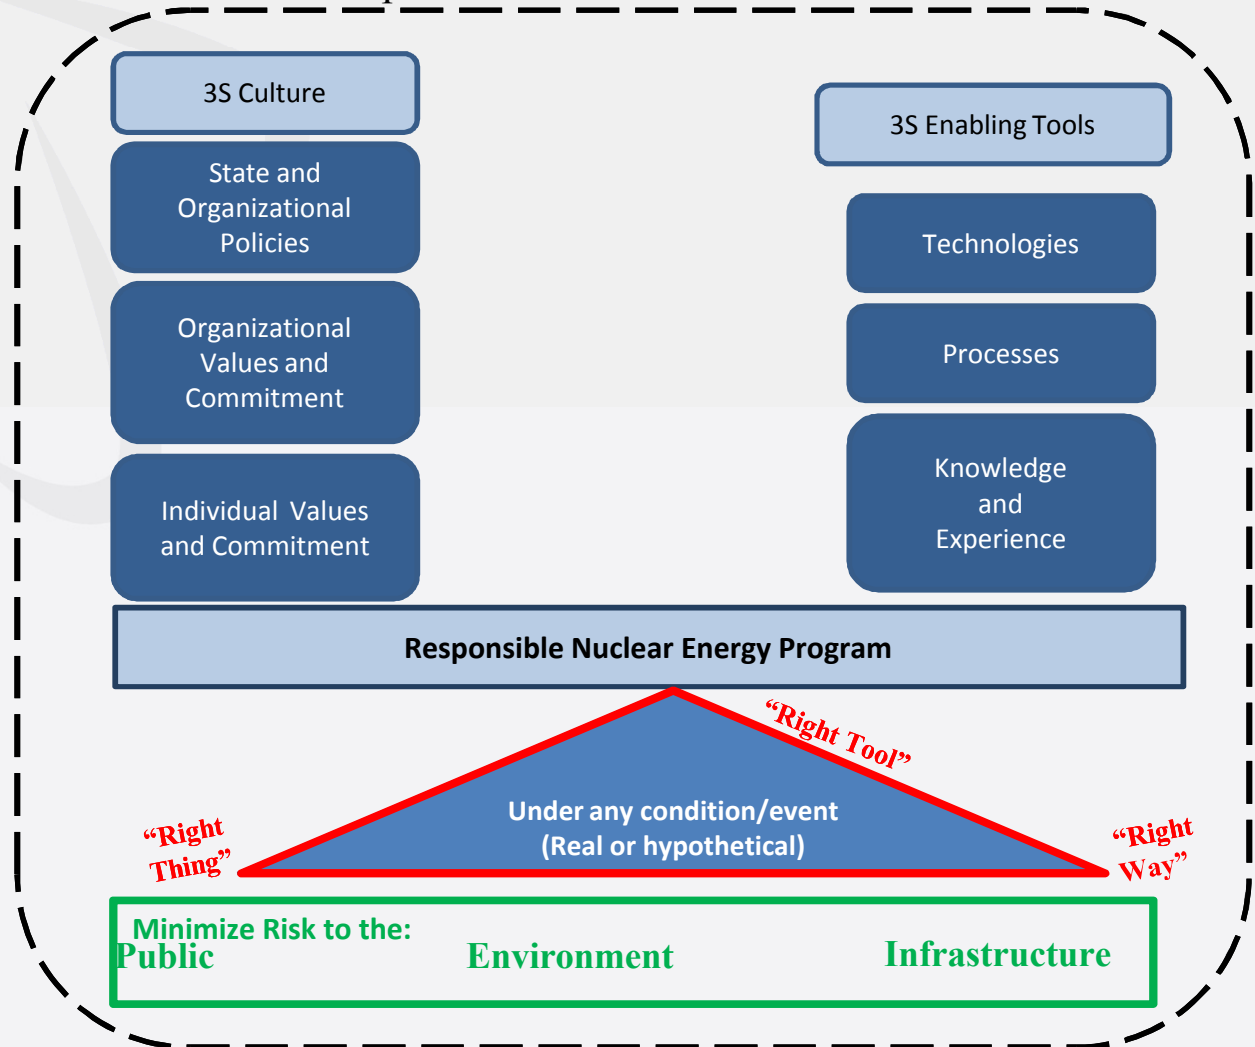 3S Culture
State and
Organizational
Policies
Organizational
Values and
Commitment
Individual Values
and Commitment
3S Enabling Tools
Technologies
Processes
Knowledge
and
Experience
Responsible Nuclear Energy Program
“Right Tool”
Under any condition/event
(Real or hypothetical)
“Right
Thing”
“Right
Way”
Minimize Risk to the:
Public
Environment
Infrastructure